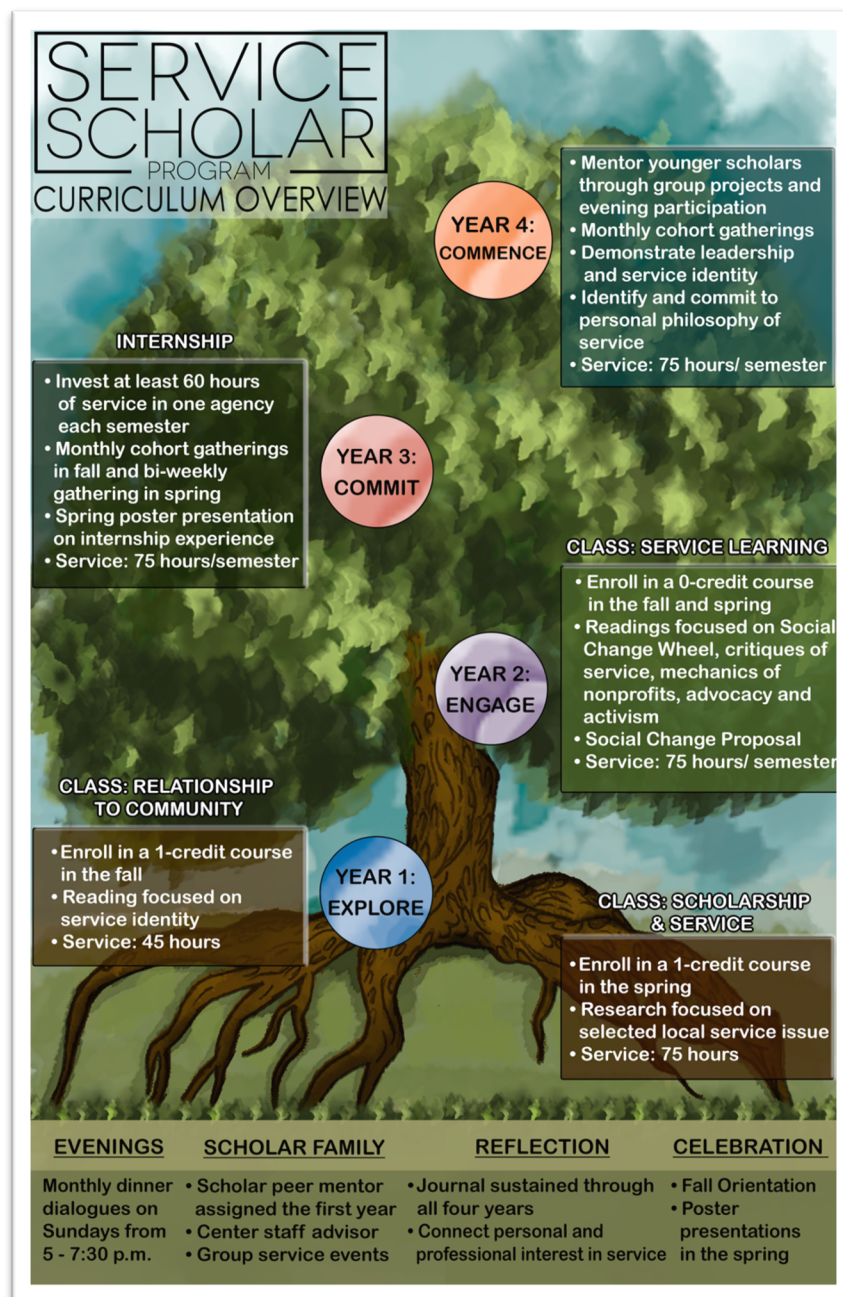 SERVICE
SCHOLAR
PROGRAM
CURRICULUM OVERVIEW
YEAR 4:
COMMENCE
• Mentor younger scholars
through group projects and
evening participation
• Monthly cohort gatherings
• Demonstrate leadership
and service identity
• Identify and commit to
personal philosophy of
service
• Service: 75 hours/ semester
INTERNSHIP
• Invest at least 60 hours
of service in one agency
each semester
• Monthly cohort gatherings
in fall and bi-weekly
gathering in spring
• Spring poster presentation
on internship experience
• Service: 75 hours/semester
YEAR 3:
COMMIT
CLASS: SERVICE LEARNING
• Enroll in a 0-credit course
in the fall and spring
• Readings focused on Social
Change Wheel, critiques of
service, mechanics of
nonprofits, advocacy and
activism
• Social Change Proposal
• Service: 75 hours/ semester
YEAR 2:
ENGAGE
CLASS: RELATIONSHIP
TO COMMUNITY
• Enroll in a 1-credit course
in the fall
• Reading focused on
service identity
• Service: 45 hours
YEAR 1:
EXPLORE
CLASS: SCHOLARSHIP
& SERVICE
• Enroll in a 1-credit course
in the spring
• Research focused on
selected local service issue
• Service: 75 hours
EVENINGS
Monthly dinner
dialogues on
Sundays from
5 - 7:30 p.m.
SCHOLAR FAMILY
• Scholar peer mentor
assigned the first year
• Center staff advisor
• Group service events
REFLECTION
• Journal sustained through
all four years
• Connect personal and
professional interest in service
CELEBRATION
• Fall Orientation
• Poster
presentations
in the spring